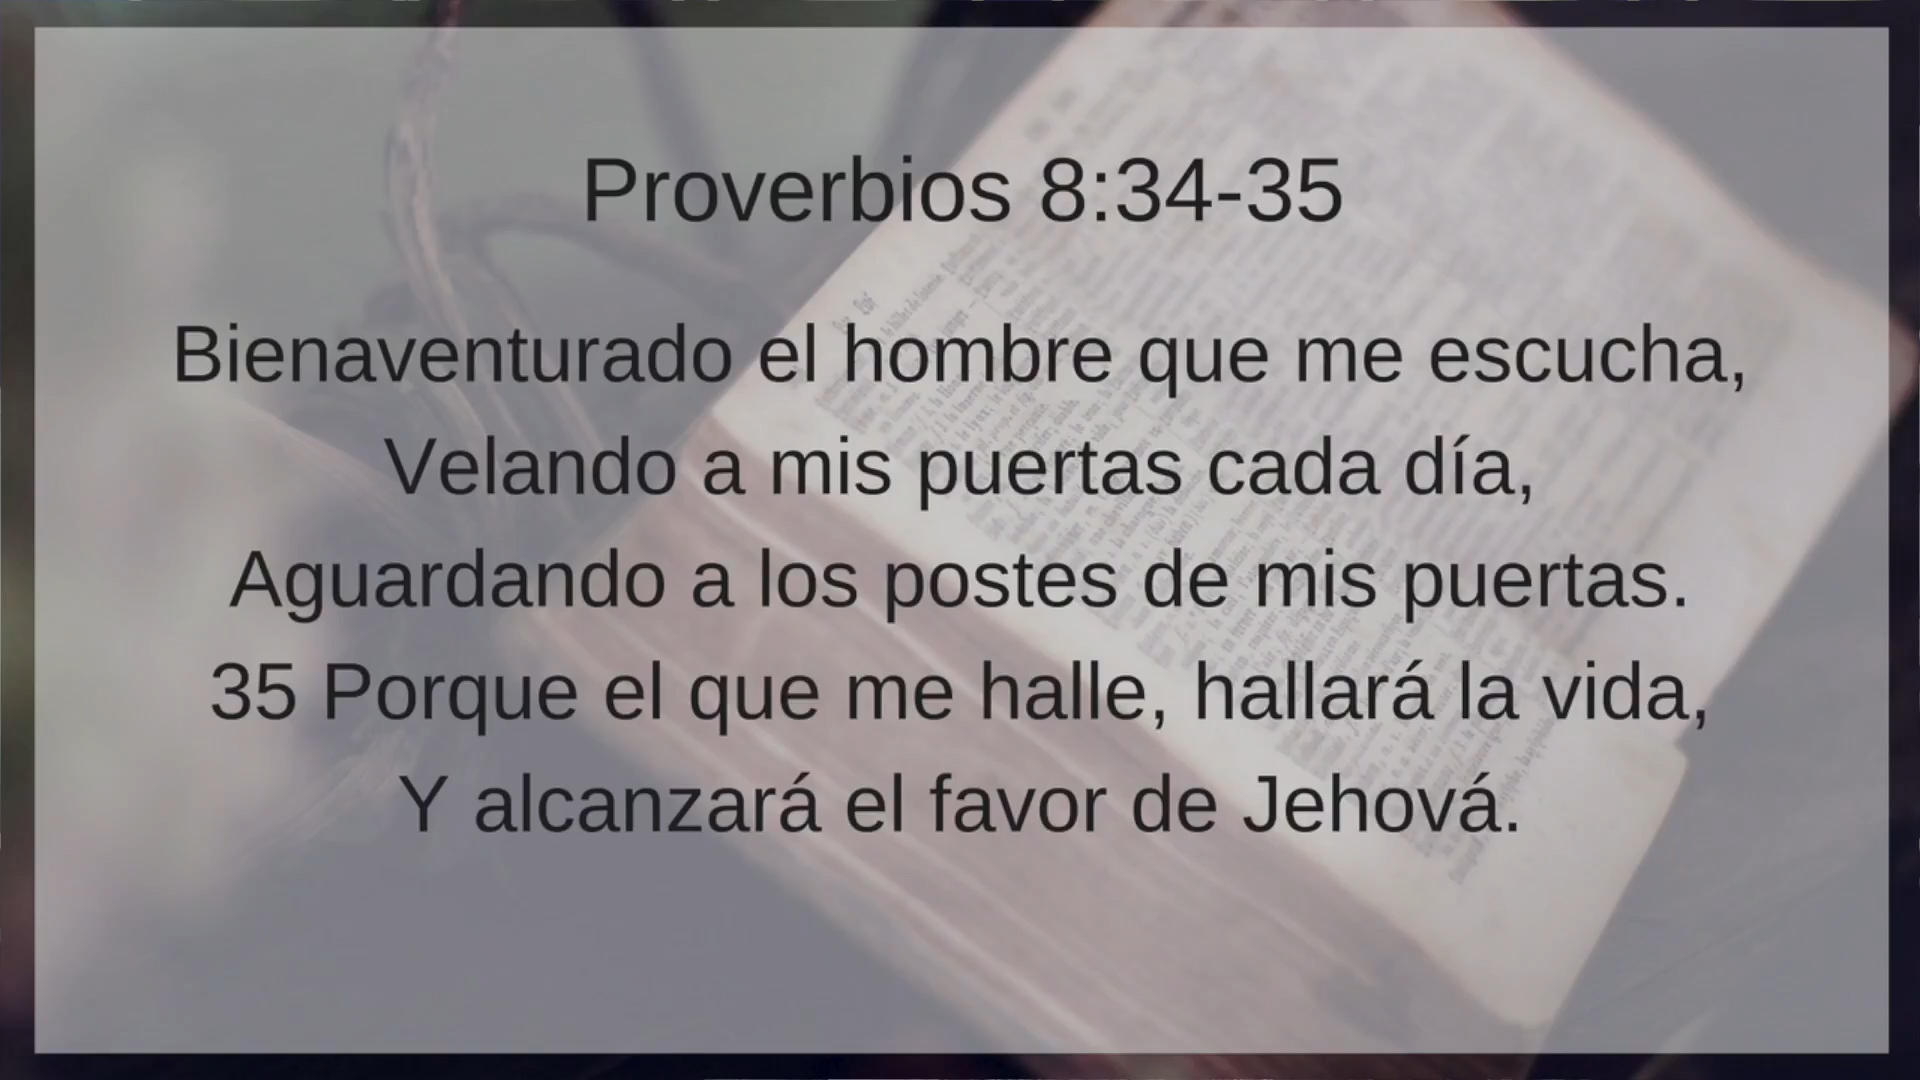 Proverbios 8:34-35
Bienaventurado el hombre que me escucha,
Velando a mis puertas cada día,
Aguardando a los postes de mis puertas.
35 Porque el que me halle, hallará la vida,
Y alcanzará el favor de Jehová.